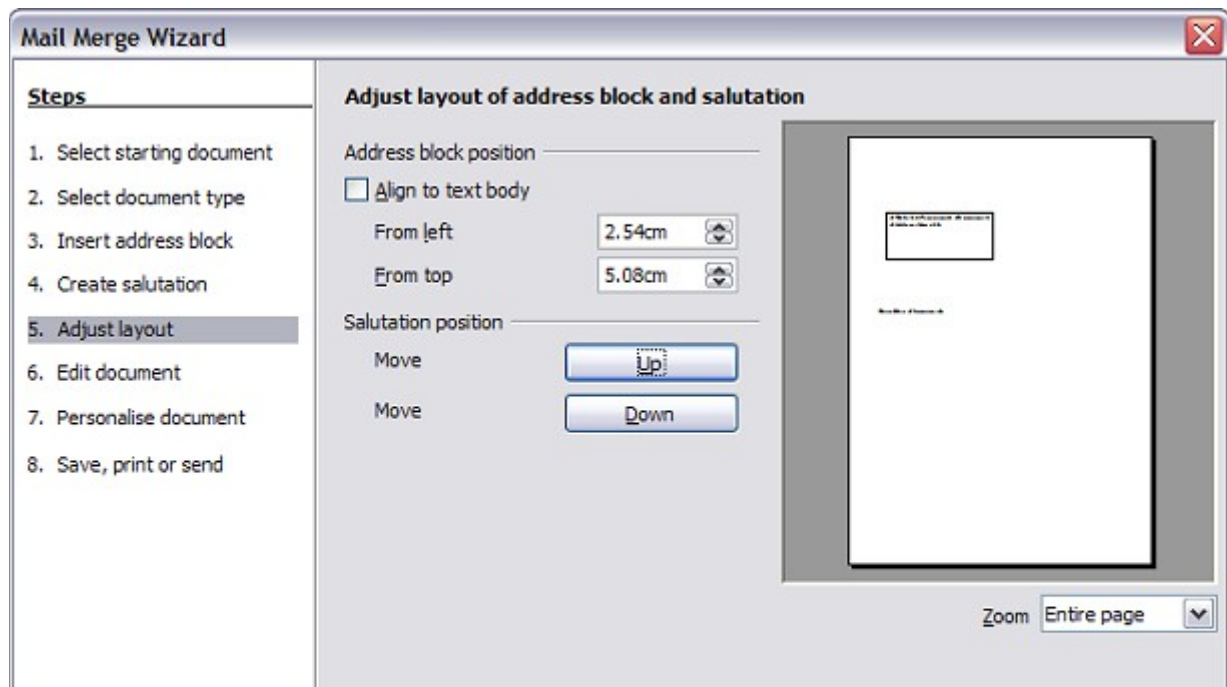 Mail Merge Wizard
Steps
1. Select starting document
2. Select document type
3. Insert address block
4. Create salutation
5. Adjust layout
6. Edit document
7. Personalise document
8. Save, print or send
Adjust layout of address block and salutation
Address block position
Align to text body
From left 2.54cm
From top 5.08cm
Salutation position
Move Up
Move Down
Zoom Entire page